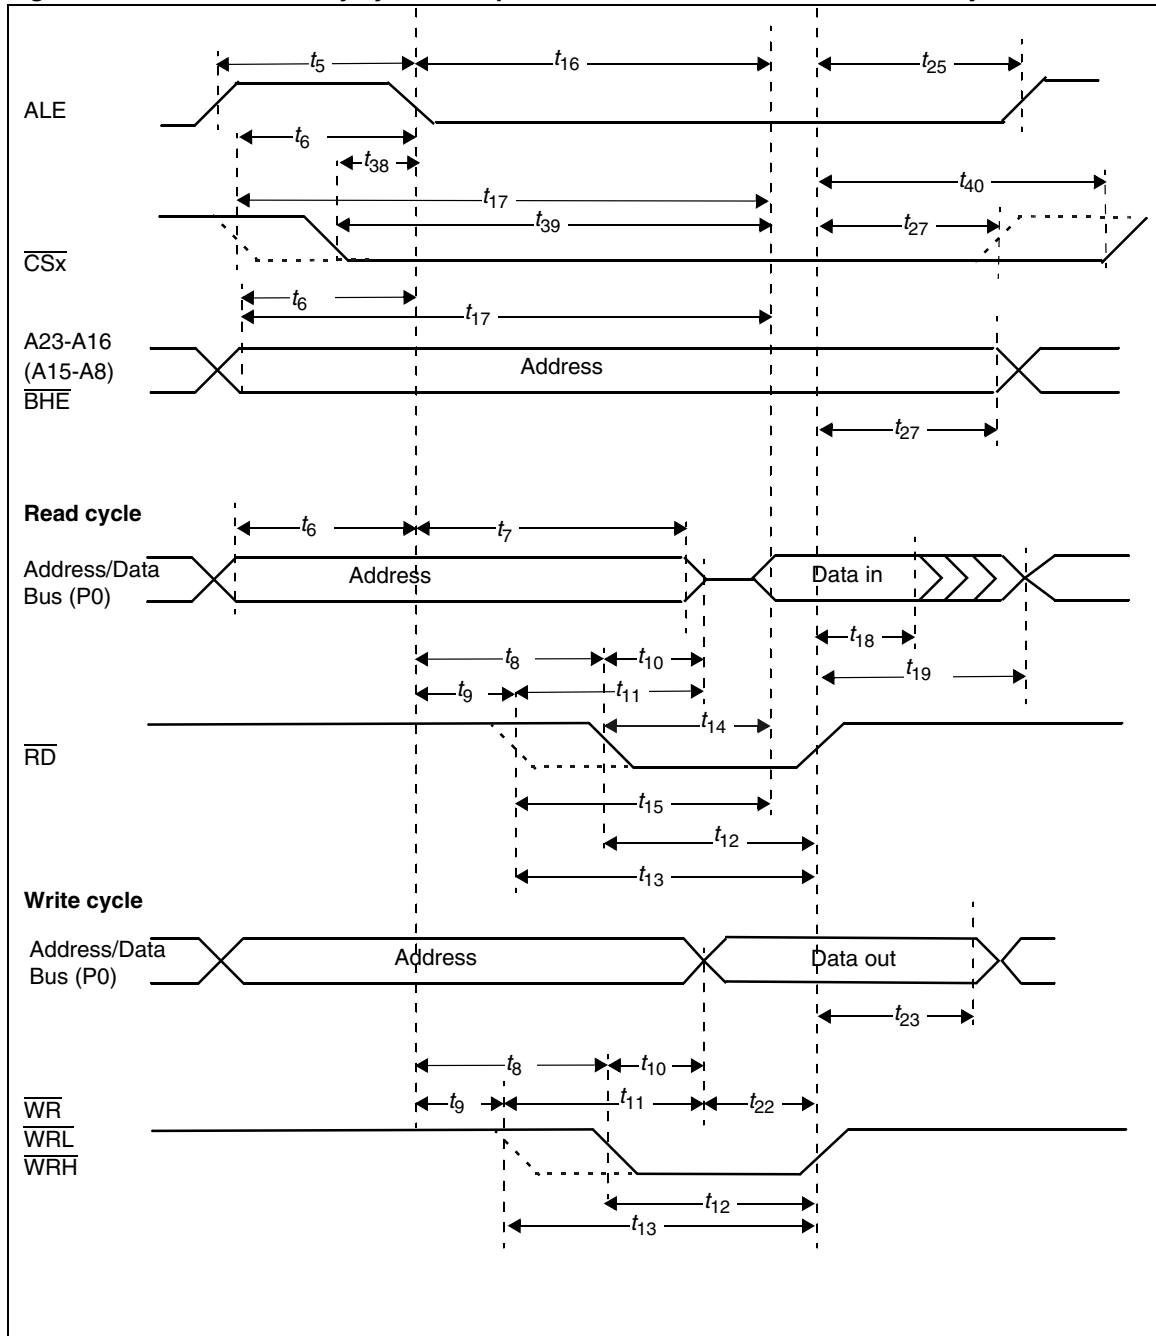 t5 t16 t25
ALE
t6
t38
t40
t17
t39 t27
CSx
t6
t17
A23-A16
(A15-A8) Address
BHE
t27
Read cycle
t6 t7
Address/Data
Bus (P0)
Address Data in
t18
t8 t10
t19
t9 t11
t14
RD
t15
t12
t13
Write cycle
Address/Data
Bus (P0)
Address Data out
t23
t8 t10
t9 t11 t22
WR
WRL
WRH
t12
t13